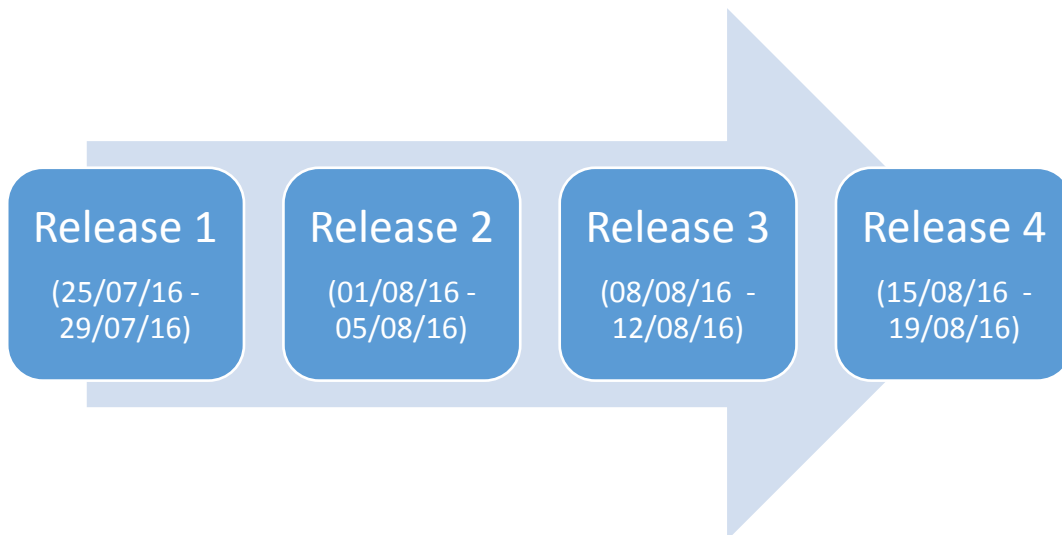 Release 1
(25/07/16 -
29/07/16)
Release 2
(01/08/16 -
05/08/16)
Release 3
(08/08/16 -
12/08/16)
Release 4
(15/08/16 -
19/08/16)